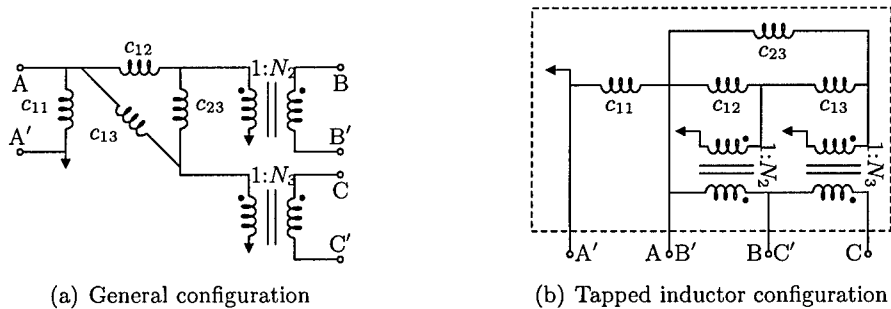 c₁₂
A
1:N₂
B
c₁₁
c₁₃
c₂₃
A′
B′
1:N₃
C
C′
(a) General configuration
c₂₃
c₁₁
c₁₂
c₁₃
1:N₂
1:N₃
A′
A
B′
B
C′
C
(b) Tapped inductor configuration